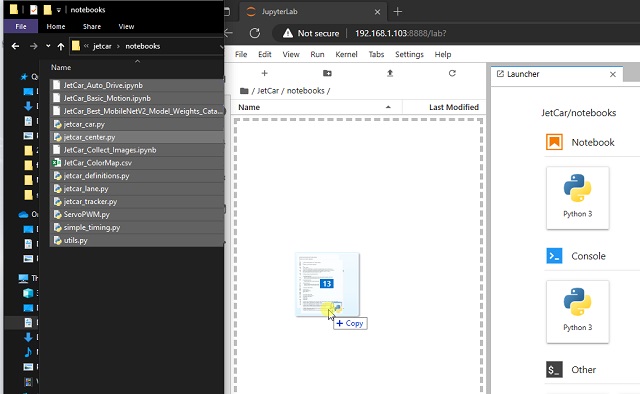 notebooks
File
Home
Share
View
« jetcar › notebooks
Name
JetCar_Auto_Drive.ipynb
JetCar_Basic_Motion.ipynb
JetCar_Best_MobileNetV2_Model_Weights_Cata...
jetcar_car.py
jetcar_center.py
JetCar_Collect_Images.ipynb
JetCar_ColorMap.csv
jetcar_definitions.py
jetcar_lane.py
jetcar_tracker.py
ServoPWM.py
simple_timing.py
utils.py
JupyterLab
Not secure
192.168.1.103:8888/lab?
File Edit View Run Kernel Tabs Settings Help
/ JetCar / notebooks /
Name
Last Modified
13
+ Copy
Launcher
JetCar/notebooks
Notebook
Python 3
Console
Python 3
$_ Other